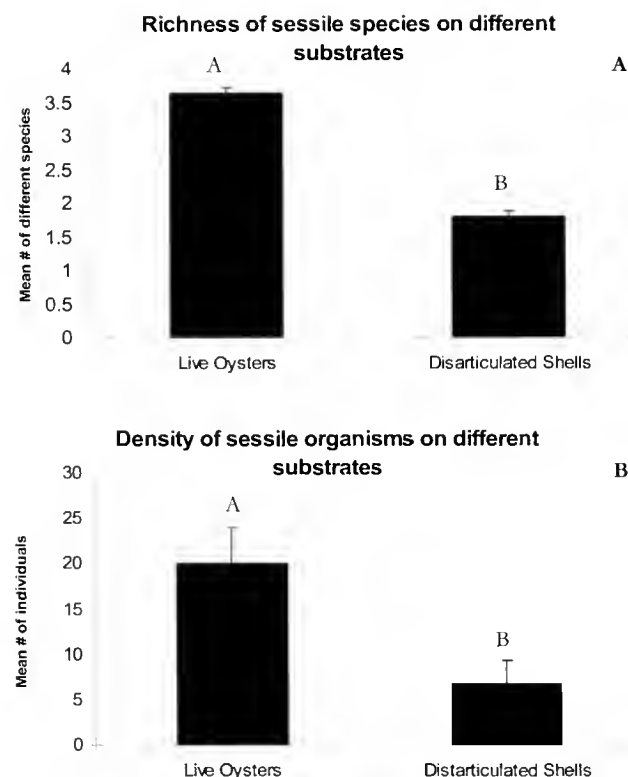 Richness of sessile species on different
substrates
A
4
3.5
3
2.5
2
1.5
1
0.5
0
Mean # of different species
A
B
Live Oysters
Disarticulated Shells
Density of sessile organisms on different
substrates
B
30
25
20
15
10
5
0
Mean # of individuals
A
B
Live Oysters
Distarticulated Shells